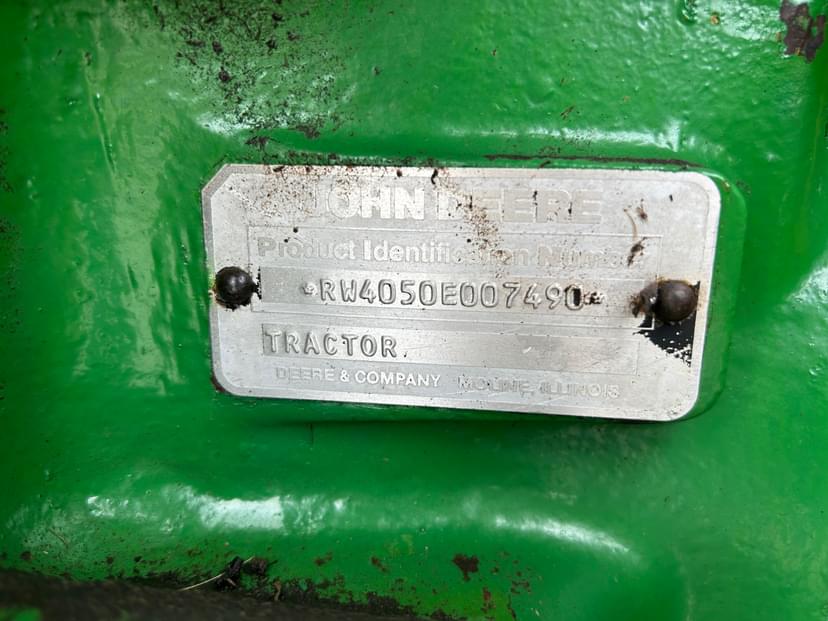 JOHN DEERE
Product Identification Number
*RW4050E007490*
TRACTOR
DEERE & COMPANY MOLINE, ILLINOIS